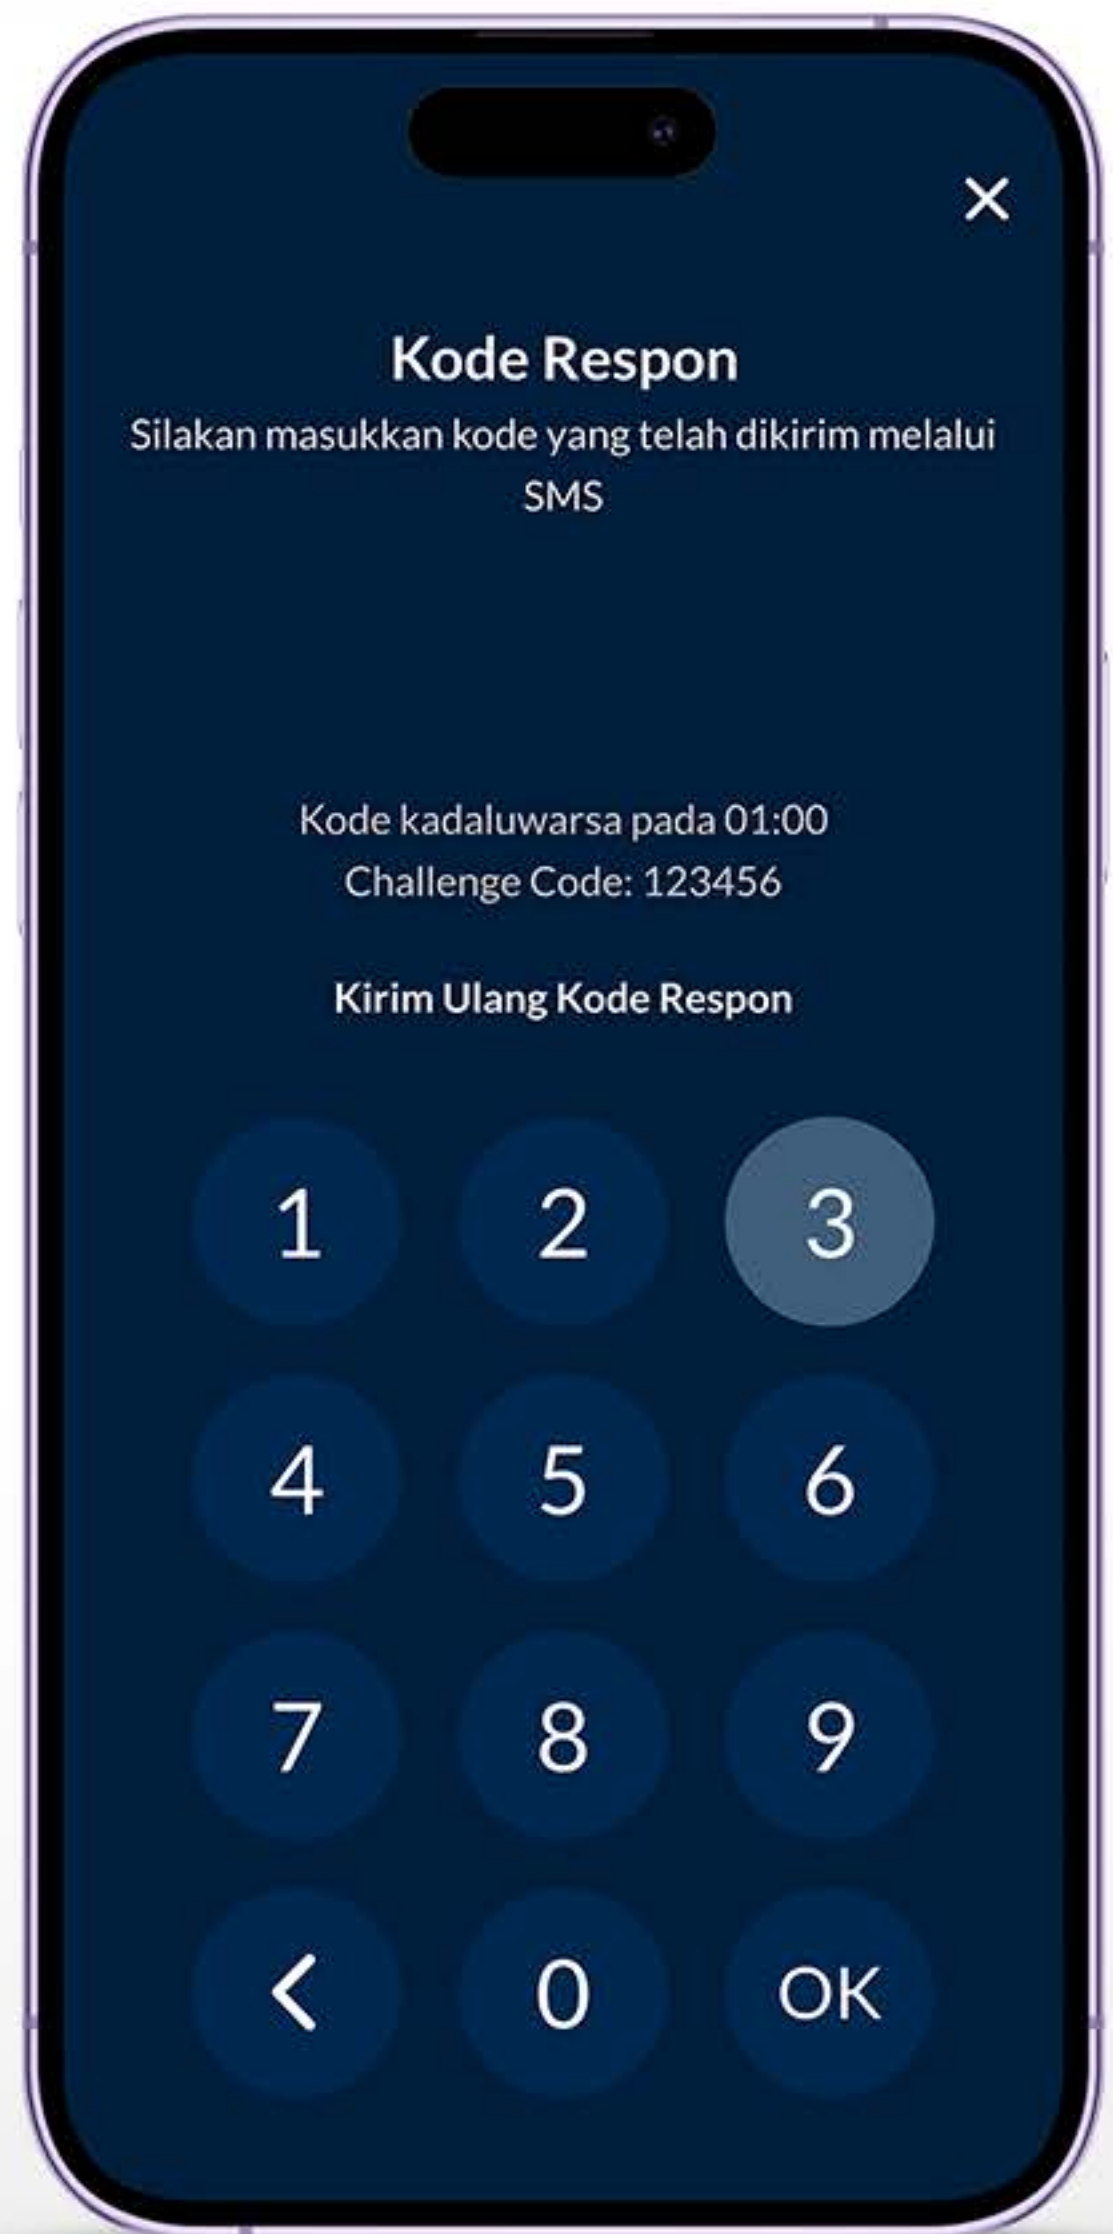 Kode Respon
Silakan masukkan kode yang telah dikirim melalui
SMS
Kode kadaluwarsa pada 01:00
Challenge Code: 123456
Kirim Ulang Kode Respon
1 2 3
4 5 6
7 8 9
0 OK